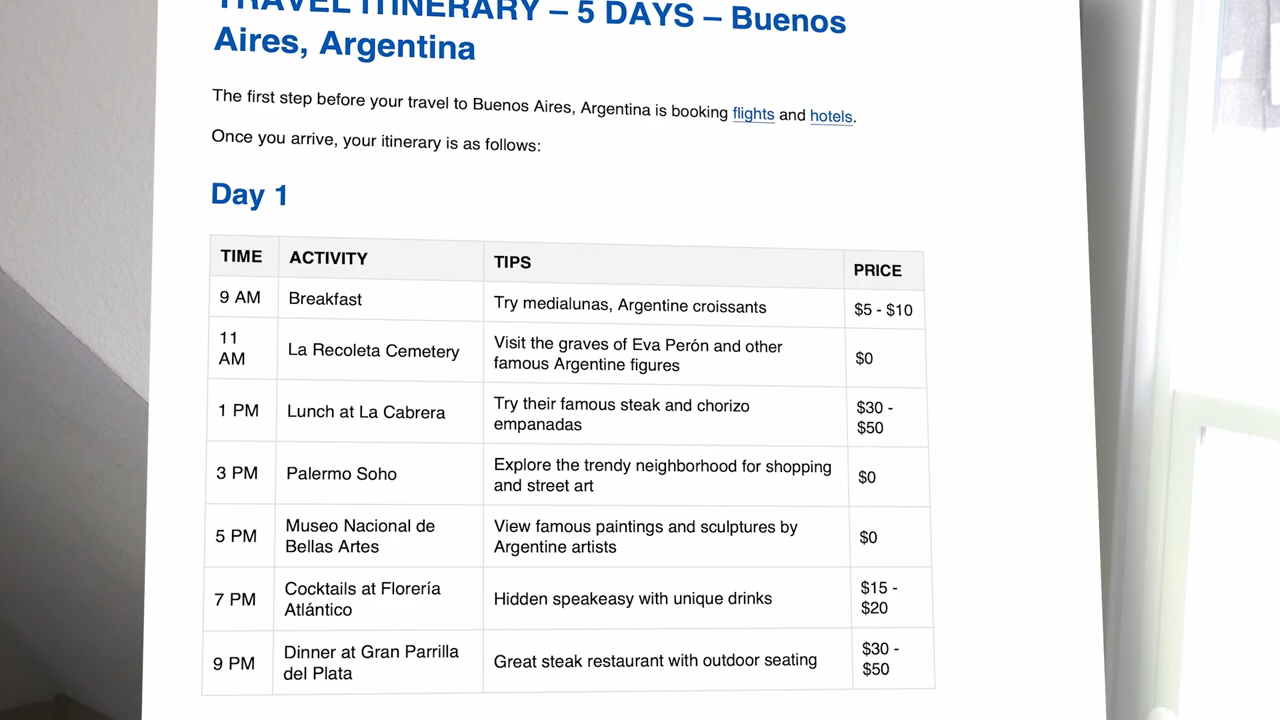 TRAVEL ITINERARY – 5 DAYS – Buenos
Aires, Argentina
The first step before your travel to Buenos Aires, Argentina is booking flights and hotels.
Once you arrive, your itinerary is as follows:
Day 1
TIME ACTIVITY TIPS PRICE
9 AM Breakfast Try medialunas, Argentine croissants $5 - $10
11
AM
La Recoleta Cemetery
Visit the graves of Eva Perón and other
famous Argentine figures
$0
1 PM
Lunch at La Cabrera
Try their famous steak and chorizo
empanadas
$30 -
$50
3 PM
Palermo Soho
Explore the trendy neighborhood for shopping
and street art
$0
5 PM
Museo Nacional de
Bellas Artes
View famous paintings and sculptures by
Argentine artists
$0
7 PM
Cocktails at Florería
Atlántico
Hidden speakeasy with unique drinks
$15 -
$20
9 PM
Dinner at Gran Parrilla
del Plata
Great steak restaurant with outdoor seating
$30 -
$50